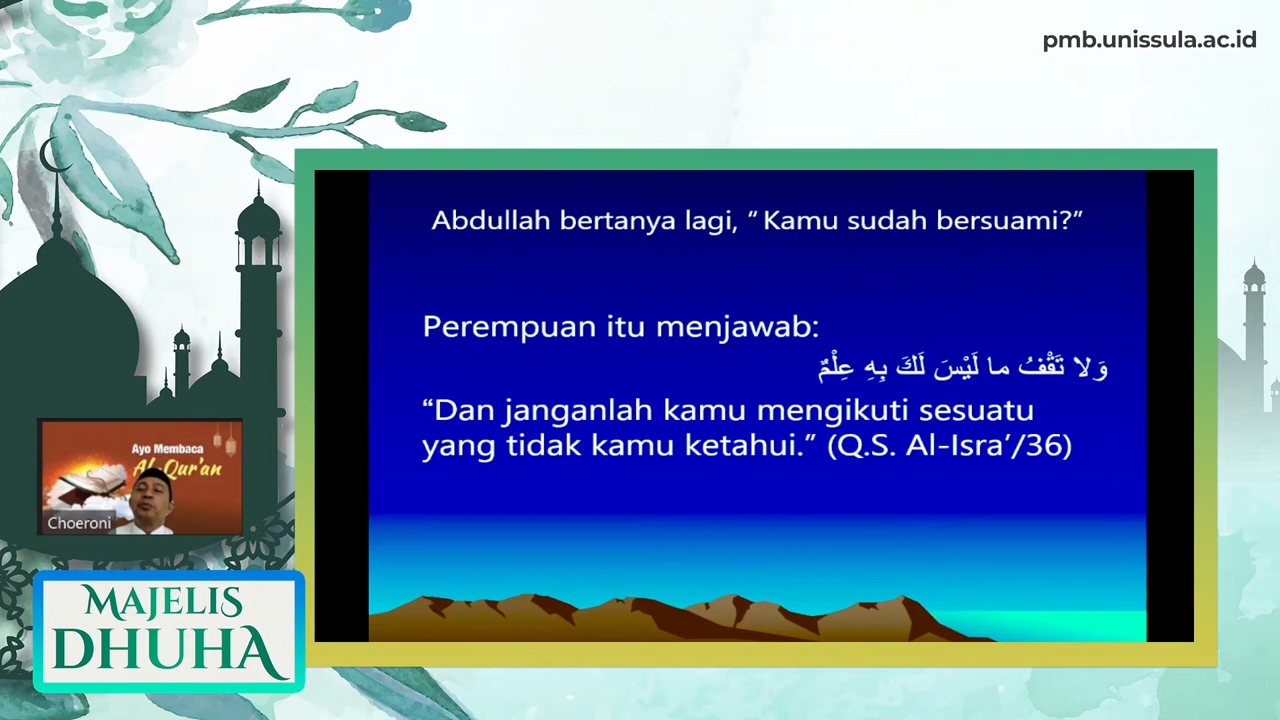 pmb.unissula.ac.id
Abdullah bertanya lagi, “Kamu sudah bersuami?”
Perempuan itu menjawab:
وَلا تَقْفُ ما لَيْسَ لَكَ بِهِ عِلْمٌ
“Dan janganlah kamu mengikuti sesuatu
yang tidak kamu ketahui.” (Q.S. Al-Isra’/36)
Ayo Membaca
Al-Qur'an
Choeroni
MAJELIS
DHUHA